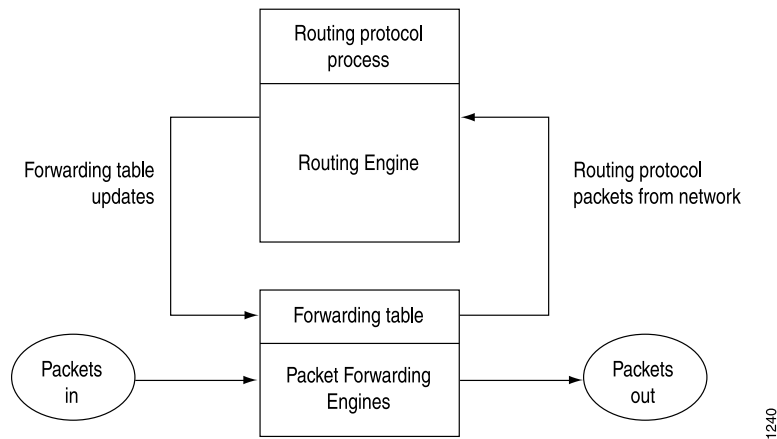 Routing protocol
process
Routing Engine
Forwarding table
updates
Routing protocol
packets from network
Forwarding table
Packets
in
Packet Forwarding
Engines
Packets
out
1240